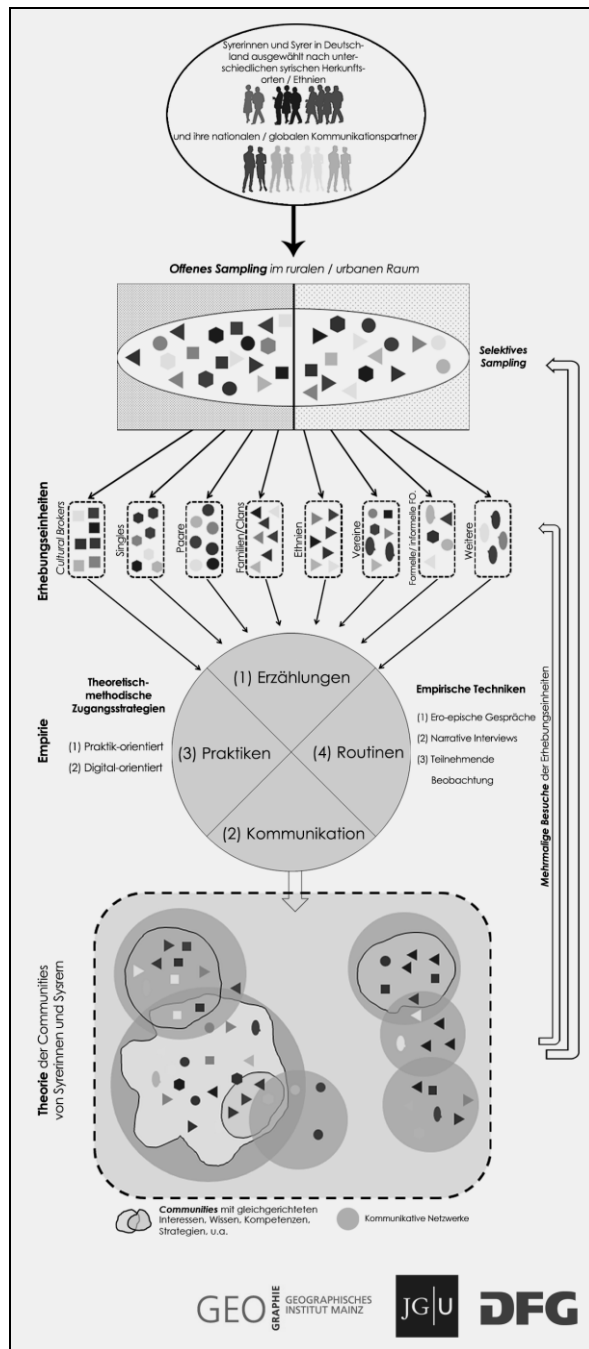 Syrerinnen und Syrer in Deutsch-
land ausgewählt nach unter-
schiedlichen syrischen Herkunfts-
orten / Ethnien
und ihre nationalen / globalen Kommunikationspartner
Offenes Sampling im ruralen / urbanen Raum
Selektives
Sampling
Erhebungseinheiten
Cultural Brokers
Singles
Paare
Familien/Clans
Ethnien
Vereine
Formelle/ informelle FO.
Weitere
Empirie
Theoretisch-
methodische
Zugangsstrategien
(1) Praktik-orientiert
(2) Digital-orientiert
(1) Erzählungen
(3) Praktiken
(4) Routinen
(2) Kommunikation
Empirische Techniken
(1) Ero-epische Gespräche
(2) Narrative Interviews
(3) Teilnehmende
Beobachtung
Mehrmalige Besuche der Erhebungseinheiten
Theorie der Communities
von Syrerinnen und Sysrern
Communities mit gleichgerichteten
Interessen, Wissen, Kompetenzen,
Strategien, u.a.
Kommunikative Netzwerke
GEO
GRAPHIE
GEOGRAPHISCHES
INSTITUT MAINZ
JG|U
DFG